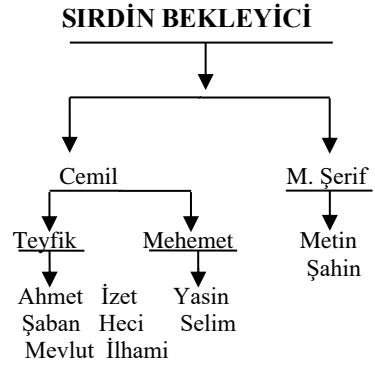 SIRDİN BEKLEYİCİ
Cemil M. Şerif
Teyfik Mehemet Metin
Şahin
Ahmet İzet Yasin
Şaban Heci Selim
Mevlut İlhami